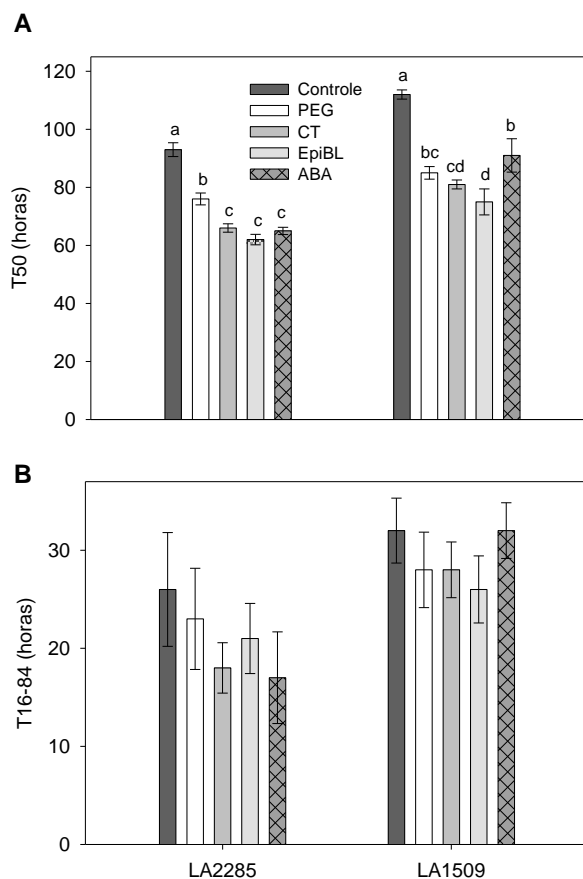 A
T50 (horas)
120
100
80
60
40
20
0
Controle
PEG
CT
EpiBL
ABA
a
b
c
c
c
a
bc
cd
d
b
B
T16-84 (horas)
30
20
10
0
LA2285
LA1509